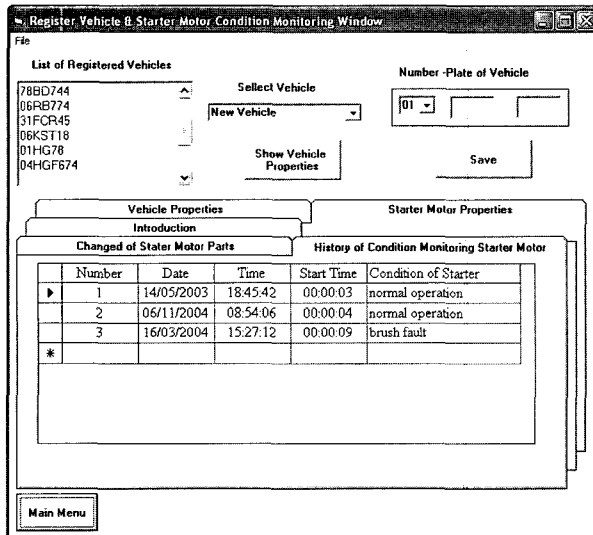 Register Vehicle & Starter Motor Condition Monitoring Window
File
List of Registered Vehicles
78BD744
06RB774
31FCR45
06KST18
01HG78
04HGF674
Sellect Vehicle
New Vehicle
Show Vehicle
Properties
Number -Plate of Vehicle
01
Save
Vehicle Properties
Starter Motor Properties
Introduction
Changed of Stater Motor Parts
History of Condition Monitoring Starter Motor
Number Date Time Start Time Condition of Starter
1 14/05/2003 18:45:42 00:00:03 normal operation
2 06/11/2004 08:54:06 00:00:04 normal operation
3 16/03/2004 15:27:12 00:00:09 brush fault
Main Menu